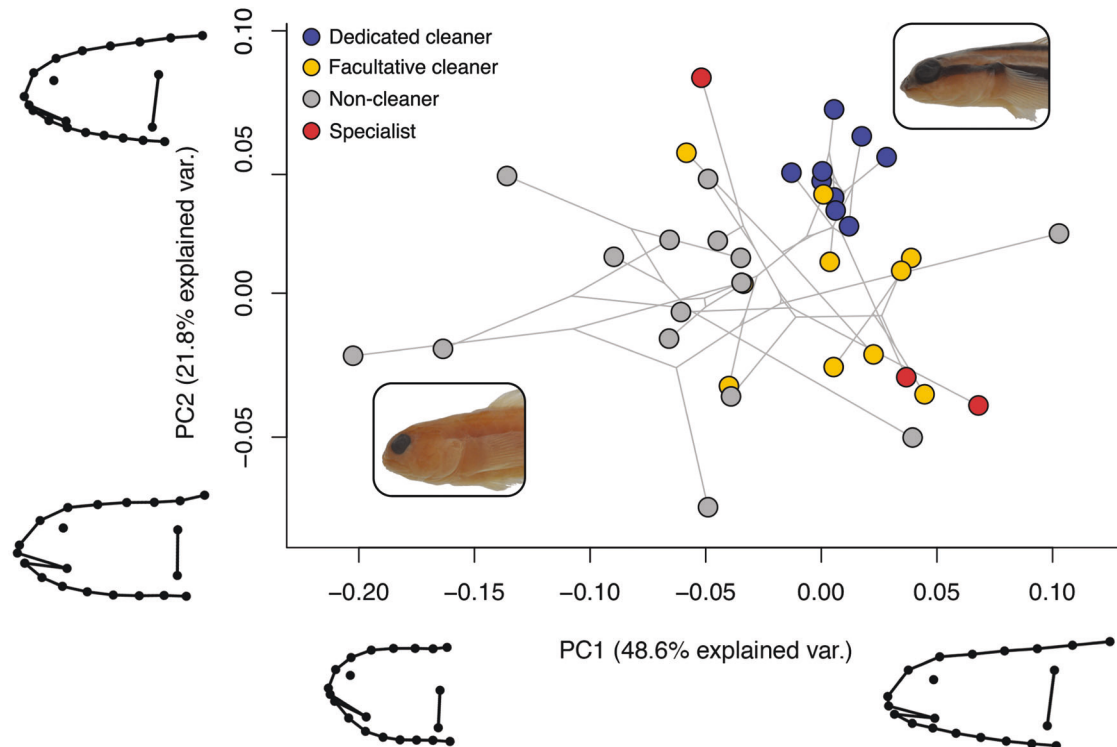 Dedicated cleaner
Facultative cleaner
Non-cleaner
Specialist
PC2 (21.8% explained var.)
0.10
0.05
0.00
−0.05
−0.20
−0.15
−0.10
−0.05
0.00
0.05
0.10
PC1 (48.6% explained var.)